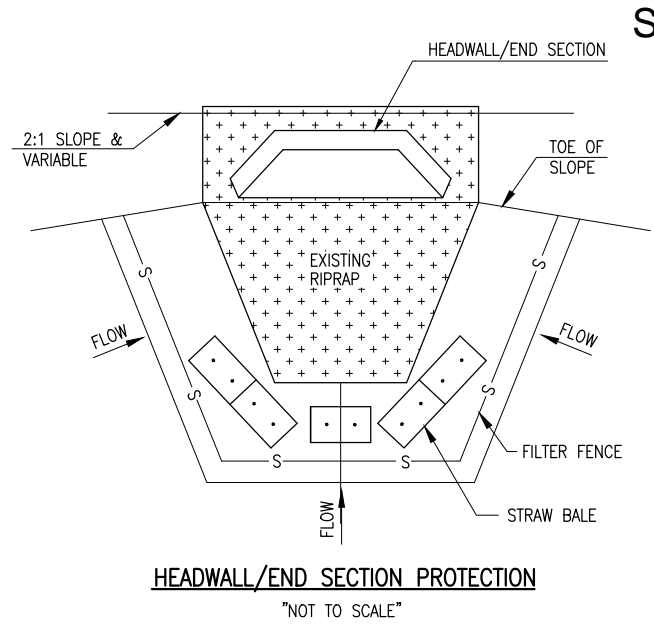 S
HEADWALL/END SECTION
2:1 SLOPE &
VARIABLE
TOE OF
SLOPE
EXISTING
RIPRAP
S
S
FLOW
FLOW
S
S
FILTER FENCE
S
S
STRAW BALE
FLOW
HEADWALL/END SECTION PROTECTION
"NOT TO SCALE"